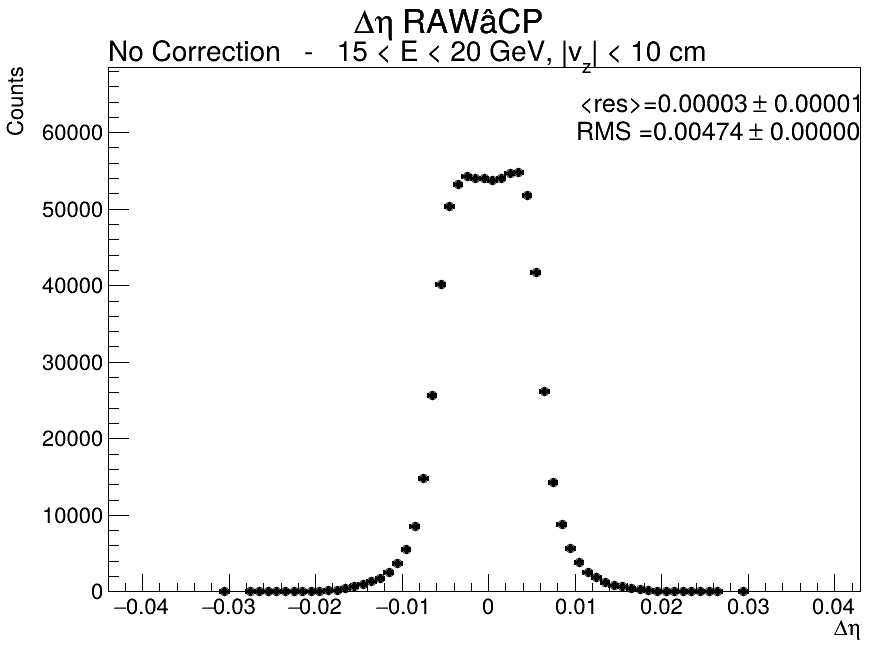 Δη RAWâCP
No Correction - 15 < E < 20 GeV, |v_z| < 10 cm
<res>=0.00003 ± 0.00001
RMS =0.00474 ± 0.00000
Counts
60000
50000
40000
30000
20000
10000
0
−0.04 −0.03 −0.02 −0.01 0 0.01 0.02 0.03 0.04
Δη